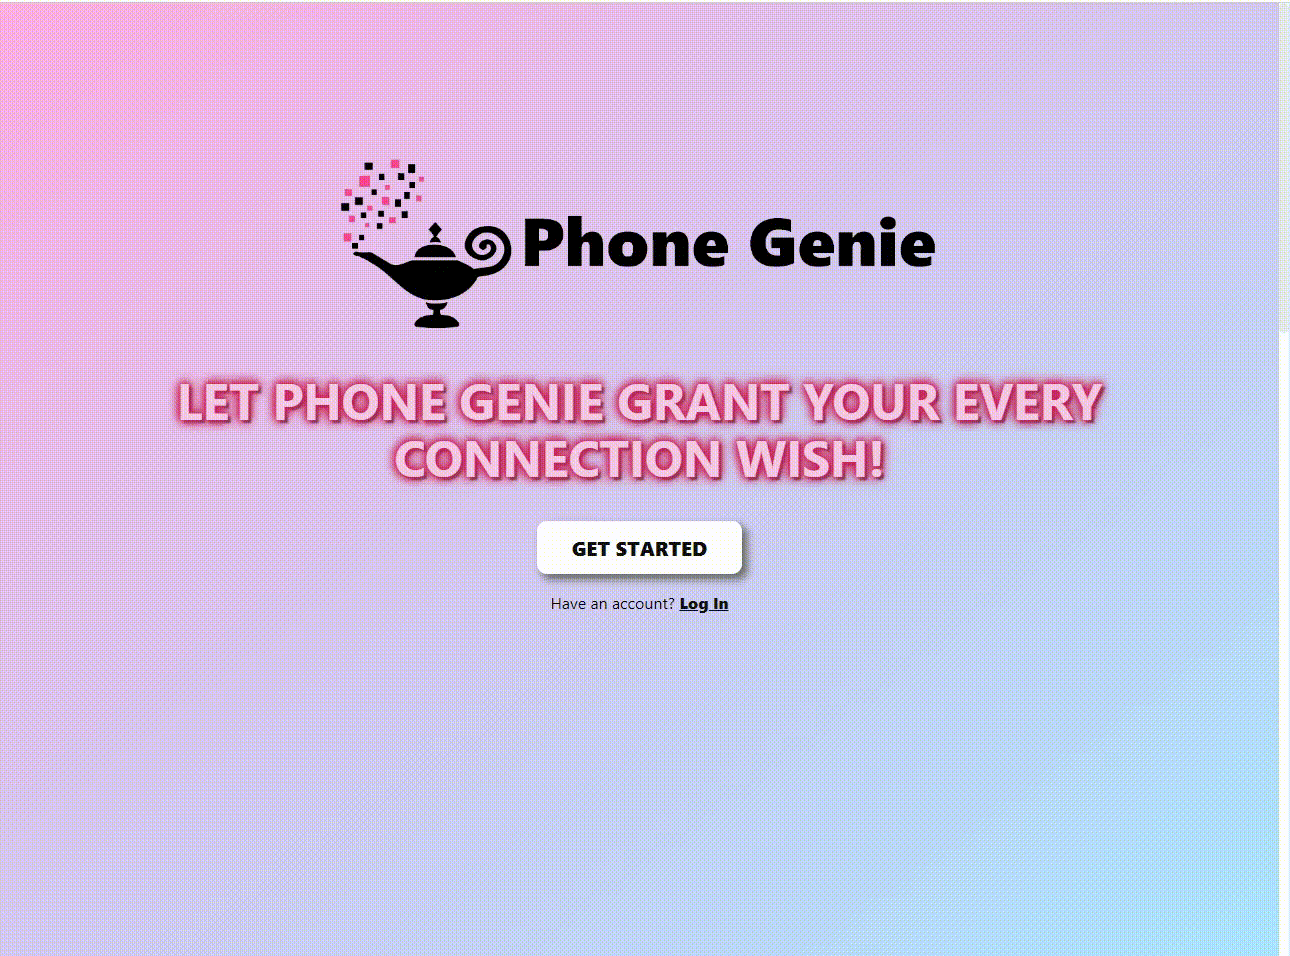 Phone Genie
LET PHONE GENIE GRANT YOUR EVERY
CONNECTION WISH!
GET STARTED
Have an account? Log In